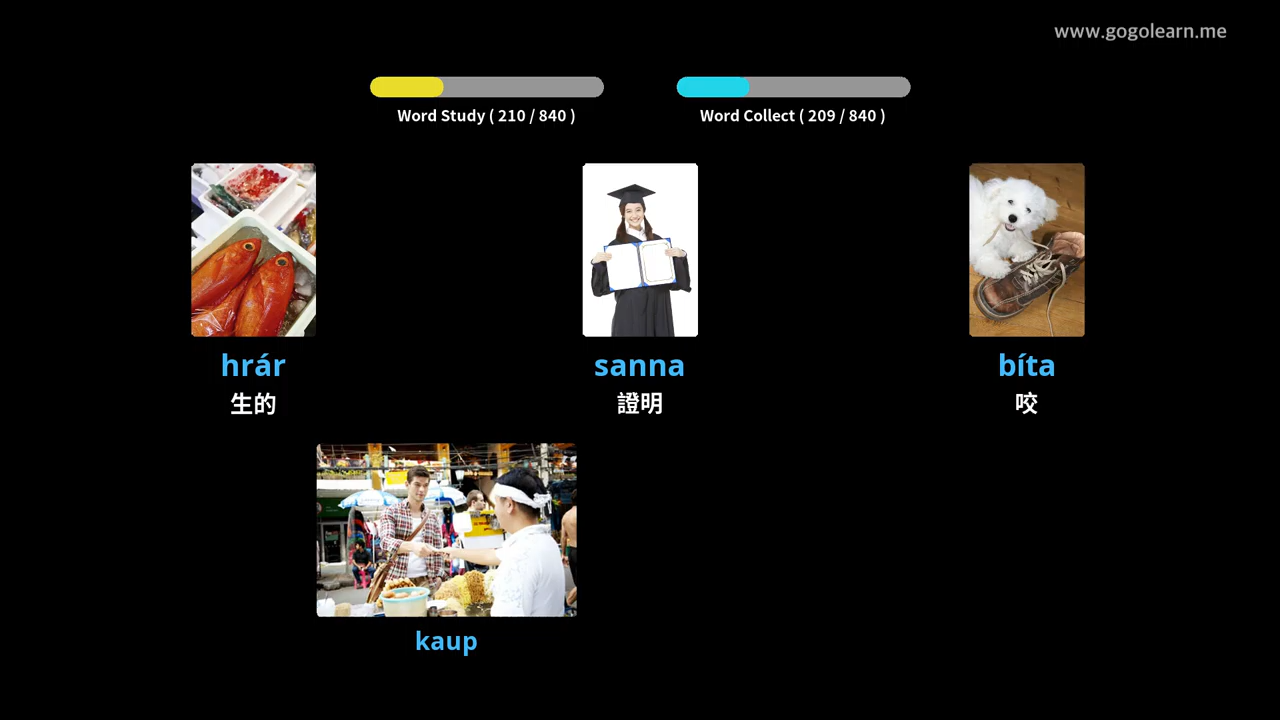 www.gogolearn.me
Word Study ( 210 / 840 )
Word Collect ( 209 / 840 )
hrár
生的
sanna
證明
bíta
咬
kaup